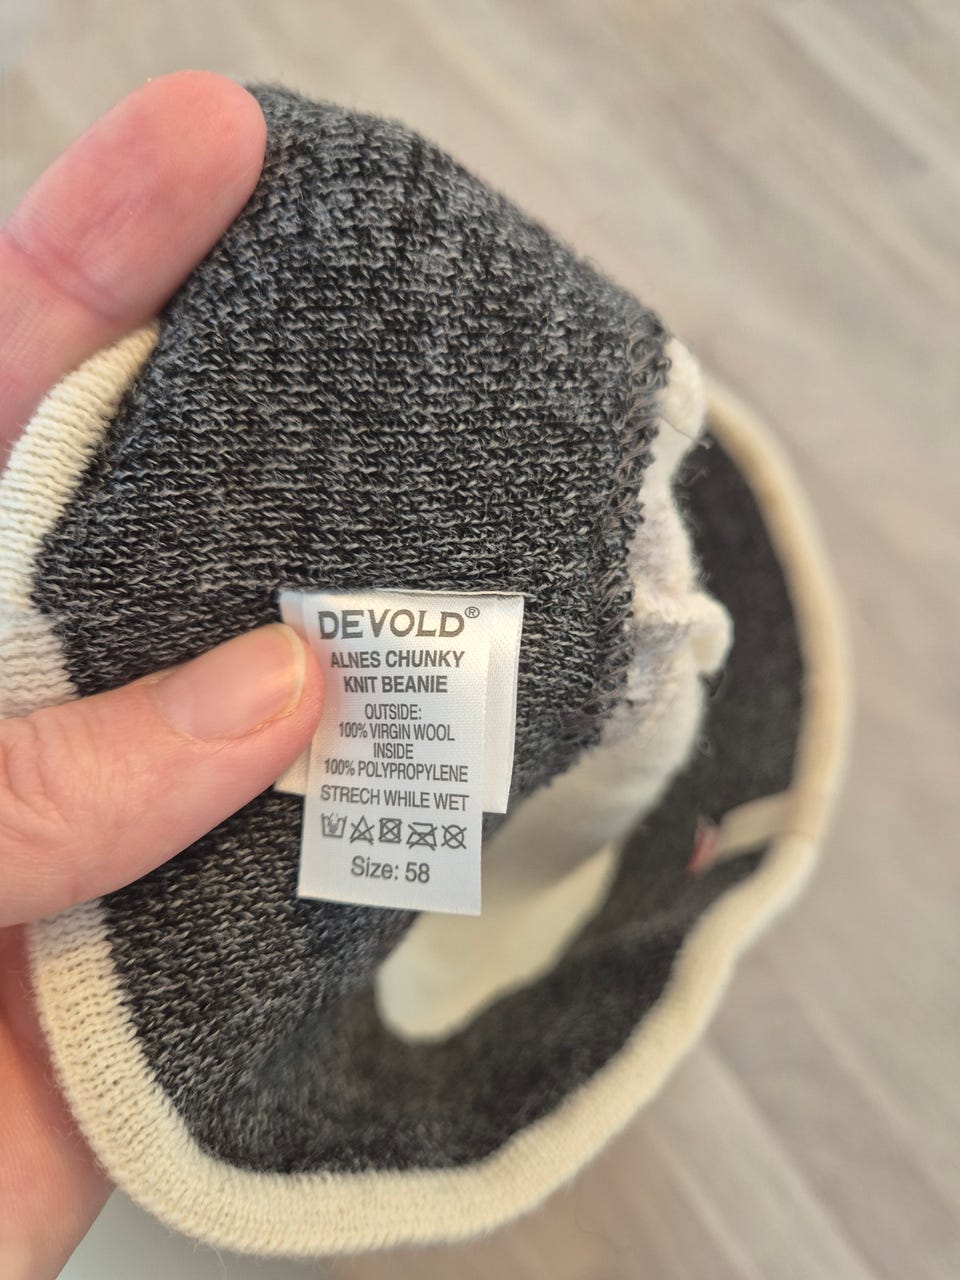 DEVOLD®
ALNES CHUNKY
KNIT BEANIE
OUTSIDE:
100% VIRGIN WOOL
INSIDE
100% POLYPROPYLENE
STRECH WHILE WET
Size: 58